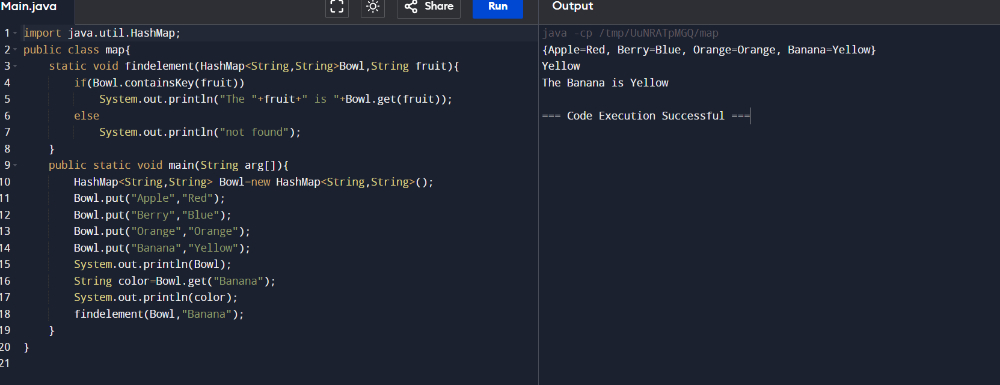 Main.java
Share
Run
Output
1 import java.util.HashMap;
2 public class map{
3     static void findelement(HashMap<String,String>Bowl,String fruit){
4         if(Bowl.containsKey(fruit))
5             System.out.println("The "+fruit+" is "+Bowl.get(fruit));
6         else
7             System.out.println("not found");
8     }
9     public static void main(String arg[]){
10         HashMap<String,String> Bowl=new HashMap<String,String>();
11         Bowl.put("Apple","Red");
12         Bowl.put("Berry","Blue");
13         Bowl.put("Orange","Orange");
14         Bowl.put("Banana","Yellow");
15         System.out.println(Bowl);
16         String color=Bowl.get("Banana");
17         System.out.println(color);
18         findelement(Bowl,"Banana");
19     }
20 }
21
java -cp /tmp/UuNRATpMGQ/map
{Apple=Red, Berry=Blue, Orange=Orange, Banana=Yellow}
Yellow
The Banana is Yellow
=== Code Execution Successful ===